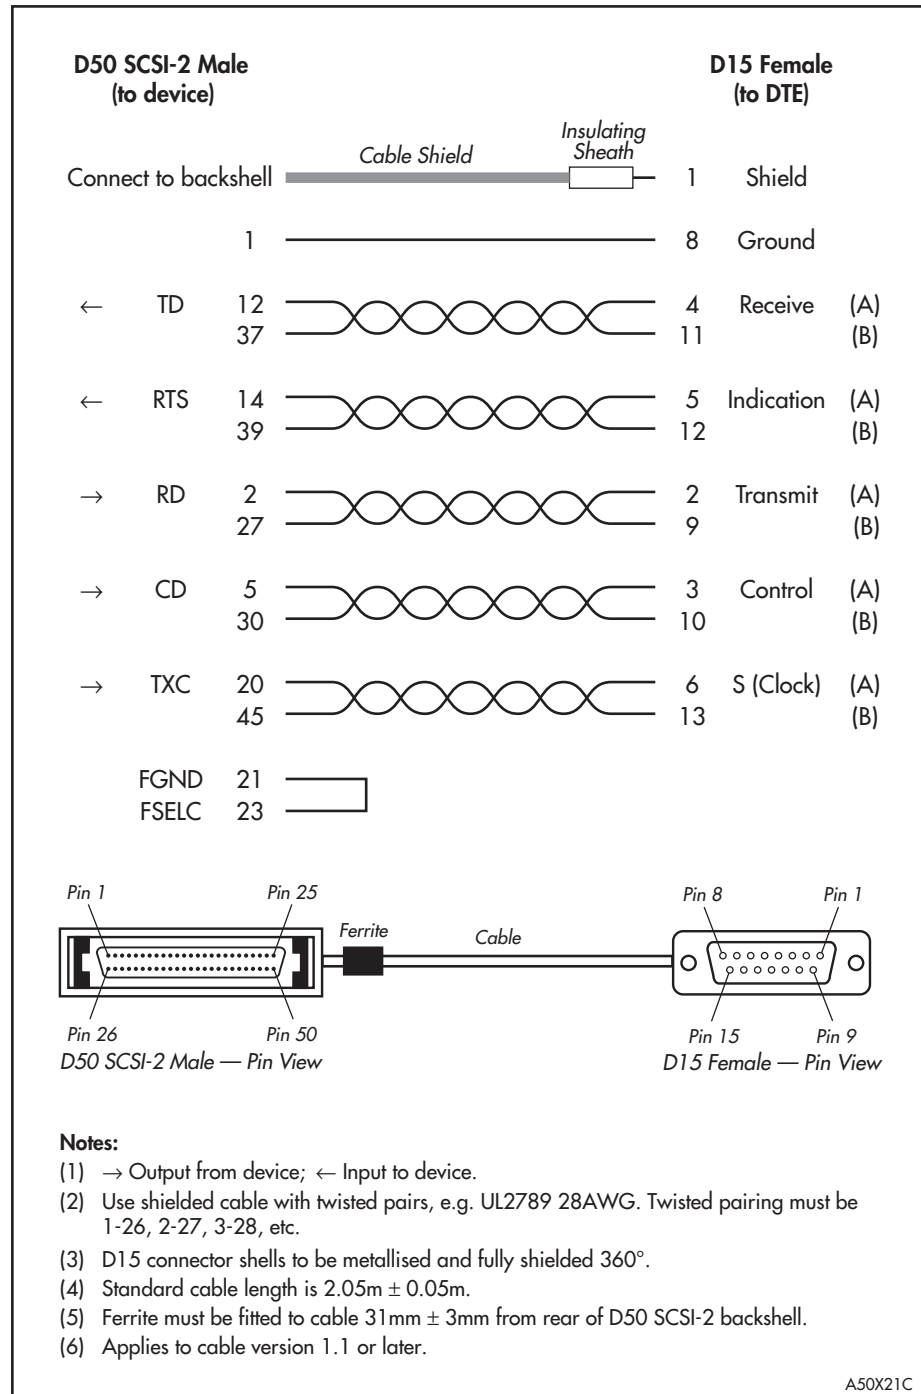 D50 SCSI-2 Male D15 Female
(to device) (to DTE)
Insulating
Cable Shield Sheath
Connect to backshell 1 Shield
1 8 Ground
← TD 12 4 Receive (A)
37 11 (B)
← RTS 14 5 Indication (A)
39 12 (B)
→ RD 2 2 Transmit (A)
27 9 (B)
→ CD 5 3 Control (A)
30 10 (B)
→ TXC 20 6 S (Clock) (A)
45 13 (B)
FGND 21
FSELC 23
Pin 1 Pin 25 Pin 8 Pin 1
Ferrite Cable
Pin 26 Pin 50 Pin 15 Pin 9
D50 SCSI-2 Male — Pin View D15 Female — Pin View
Notes:
(1) → Output from device; ← Input to device.
(2) Use shielded cable with twisted pairs, e.g. UL2789 28AWG. Twisted pairing must be
1-26, 2-27, 3-28, etc.
(3) D15 connector shells to be metallised and fully shielded 360°.
(4) Standard cable length is 2.05m ± 0.05m.
(5) Ferrite must be fitted to cable 31mm ± 3mm from rear of D50 SCSI-2 backshell.
(6) Applies to cable version 1.1 or later.
A50X21C